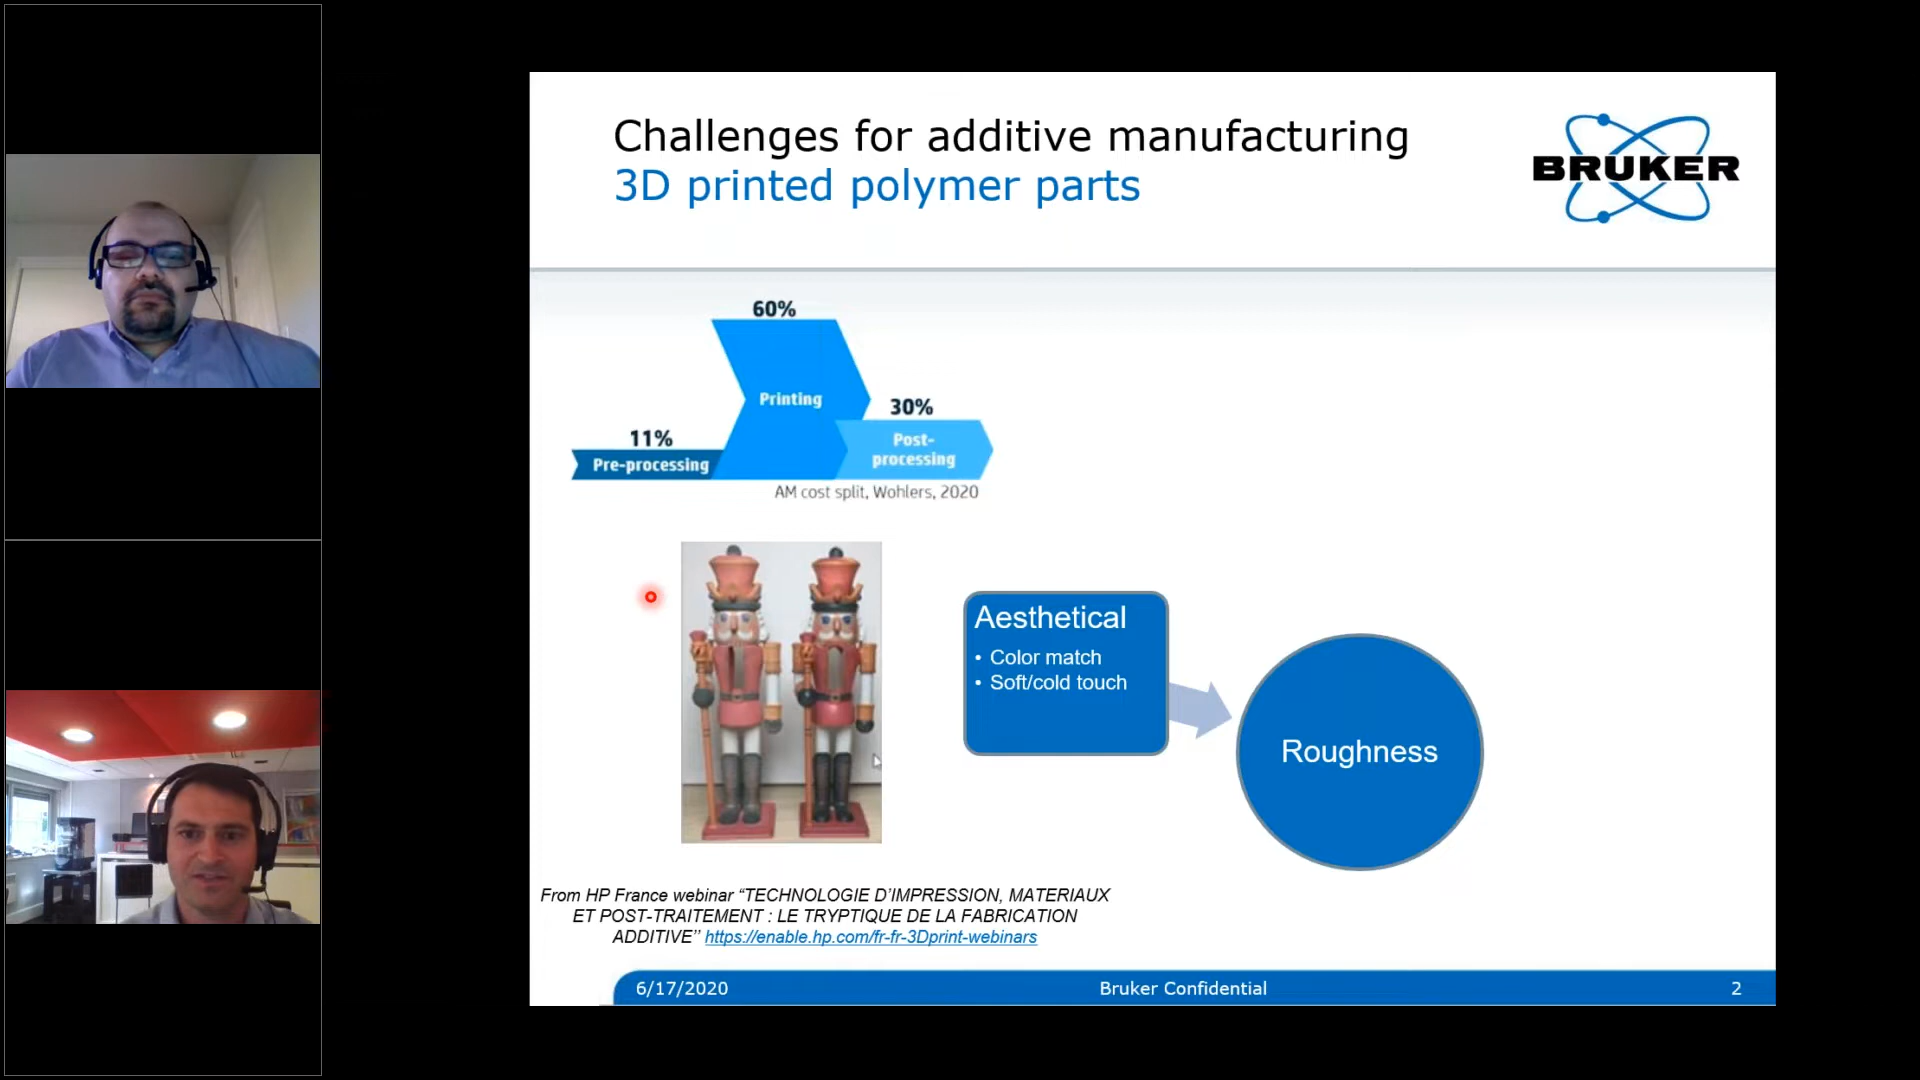 Challenges for additive manufacturing
3D printed polymer parts
BRUKER
60%
Printing
30%
Post-
processing
11%
Pre-processing
AM cost split, Wohlers, 2020
Aesthetical
• Color match
• Soft/cold touch
Roughness
From HP France webinar “TECHNOLOGIE D’IMPRESSION, MATERIAUX
ET POST-TRAITEMENT : LE TRYPTIQUE DE LA FABRICATION
ADDITIVE’’ https://enable.hp.com/fr-fr-3Dprint-webinars
6/17/2020
Bruker Confidential
2